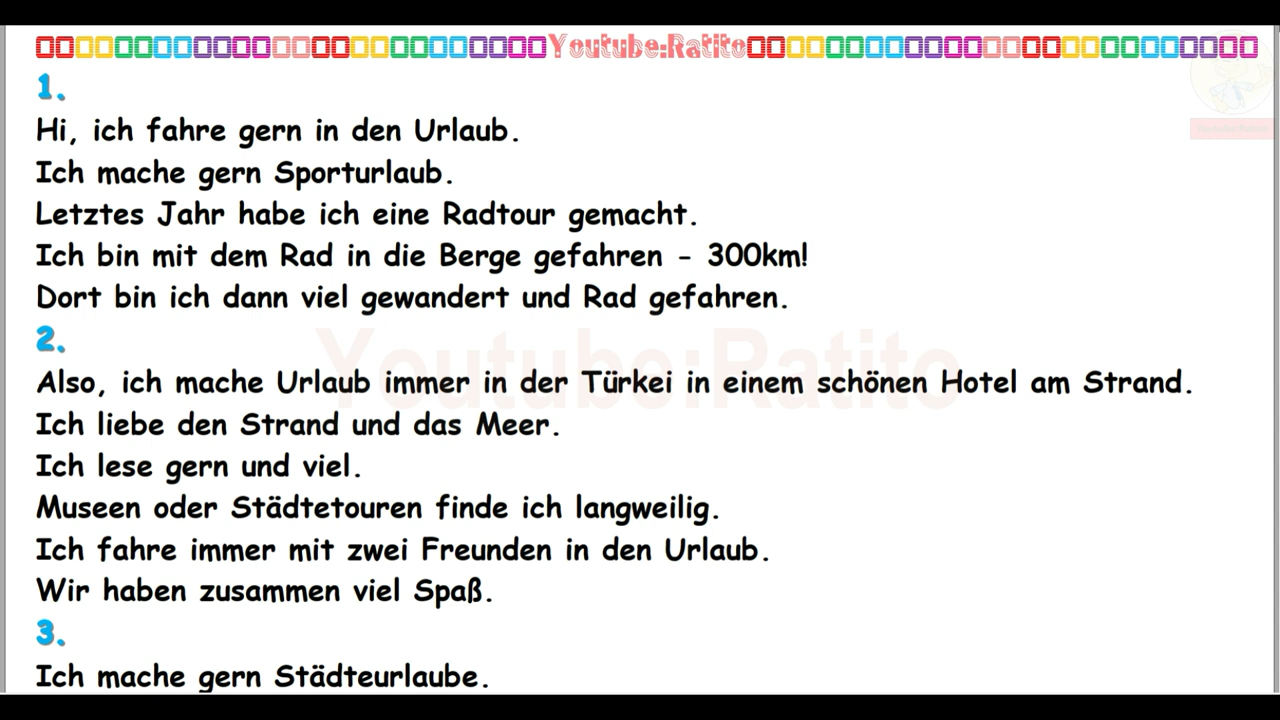 Youtube:Ratito
1.
Hi, ich fahre gern in den Urlaub.
Ich mache gern Sporturlaub.
Letztes Jahr habe ich eine Radtour gemacht.
Ich bin mit dem Rad in die Berge gefahren - 300km!
Dort bin ich dann viel gewandert und Rad gefahren.
2.
Youtube:Ratito
Also, ich mache Urlaub immer in der Türkei in einem schönen Hotel am Strand.
Ich liebe den Strand und das Meer.
Ich lese gern und viel.
Museen oder Städtetouren finde ich langweilig.
Ich fahre immer mit zwei Freunden in den Urlaub.
Wir haben zusammen viel Spaß.
3.
Ich mache gern Städteurlaube.